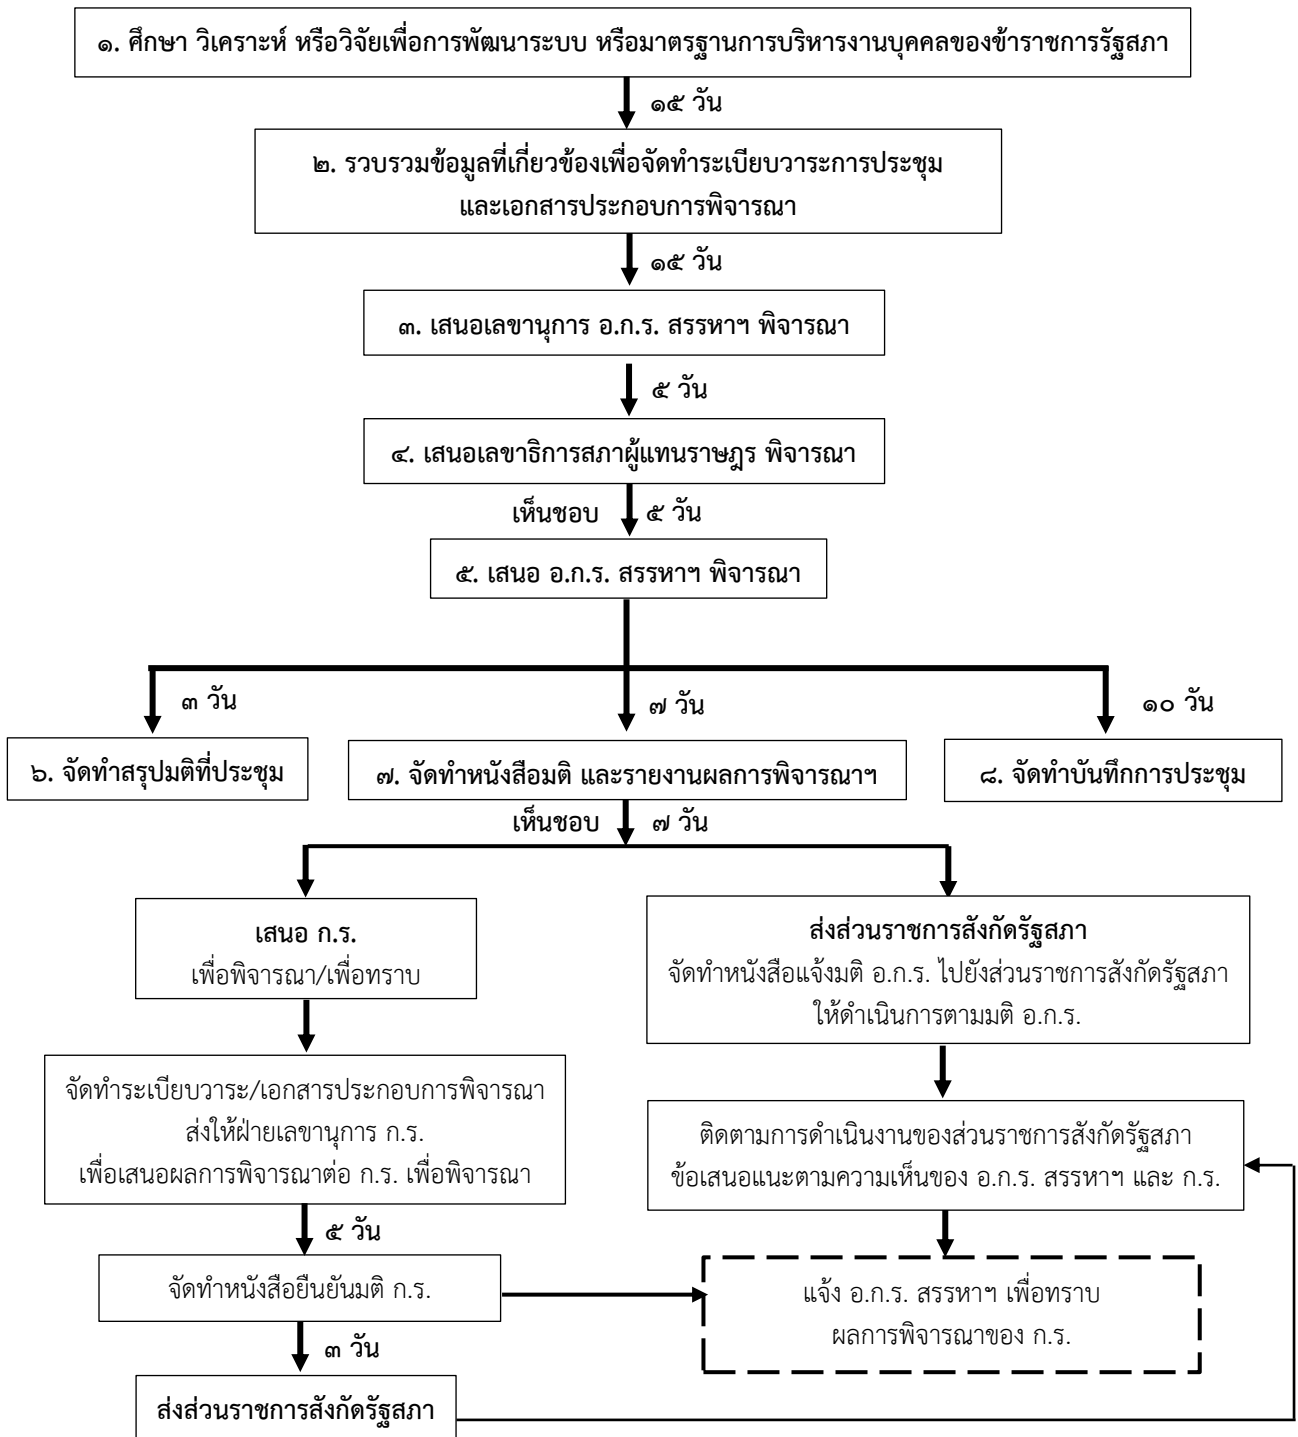 ๑. ศึกษา วิเคราะห์ หรือวิจัยเพื่อการพัฒนาระบบ หรือมาตรฐานการบริหารงานบุคคลของข้าราชการรัฐสภา
๑๕ วัน
๒. รวบรวมข้อมูลที่เกี่ยวข้องเพื่อจัดทำระเบียบวาระการประชุม
และเอกสารประกอบการพิจารณา
๑๕ วัน
๓. เสนอเลขานุการ อ.ก.ร. สรรหาฯ พิจารณา
๕ วัน
๔. เสนอเลขาธิการสภาผู้แทนราษฎร พิจารณา
เห็นชอบ ๕ วัน
๕. เสนอ อ.ก.ร. สรรหาฯ พิจารณา
๓ วัน ๗ วัน ๑๐ วัน
๖. จัดทำสรุปมติที่ประชุม
๗. จัดทำหนังสือมติ และรายงานผลการพิจารณาฯ
๘. จัดทำบันทึกการประชุม
เห็นชอบ ๗ วัน
เสนอ ก.ร.
เพื่อพิจารณา/เพื่อทราบ
ส่งส่วนราชการสังกัดรัฐสภา
จัดทำหนังสือแจ้งมติ อ.ก.ร. ไปยังส่วนราชการสังกัดรัฐสภา
ให้ดำเนินการตามมติ อ.ก.ร.
จัดทำระเบียบวาระ/เอกสารประกอบการพิจารณา
ส่งให้ฝ่ายเลขานุการ ก.ร.
เพื่อเสนอผลการพิจารณาต่อ ก.ร. เพื่อพิจารณา
ติดตามการดำเนินงานของส่วนราชการสังกัดรัฐสภา
ข้อเสนอแนะตามความเห็นของ อ.ก.ร. สรรหาฯ และ ก.ร.
๕ วัน
จัดทำหนังสือยืนยันมติ ก.ร.
แจ้ง อ.ก.ร. สรรหาฯ เพื่อทราบ
ผลการพิจารณาของ ก.ร.
๓ วัน
ส่งส่วนราชการสังกัดรัฐสภา